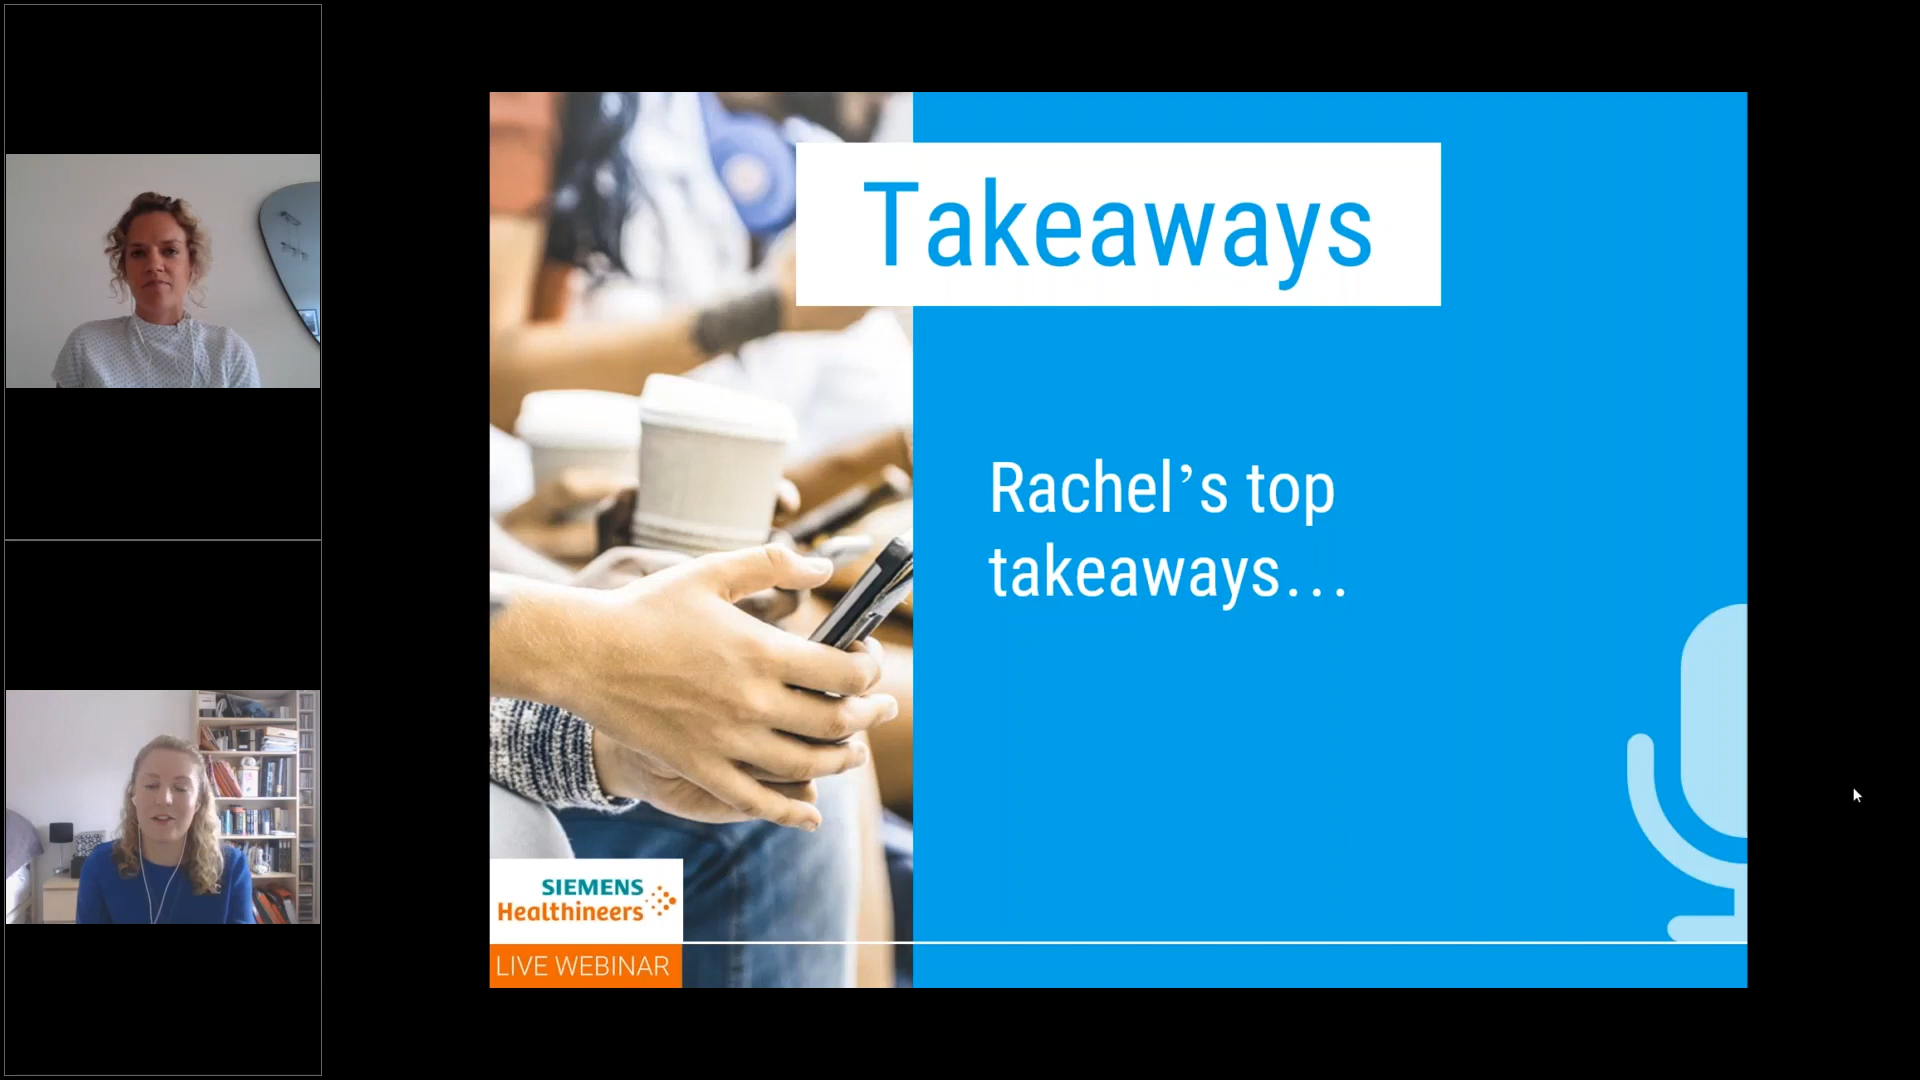 Takeaways
Rachel’s top
takeaways…
SIEMENS
Healthineers
LIVE WEBINAR